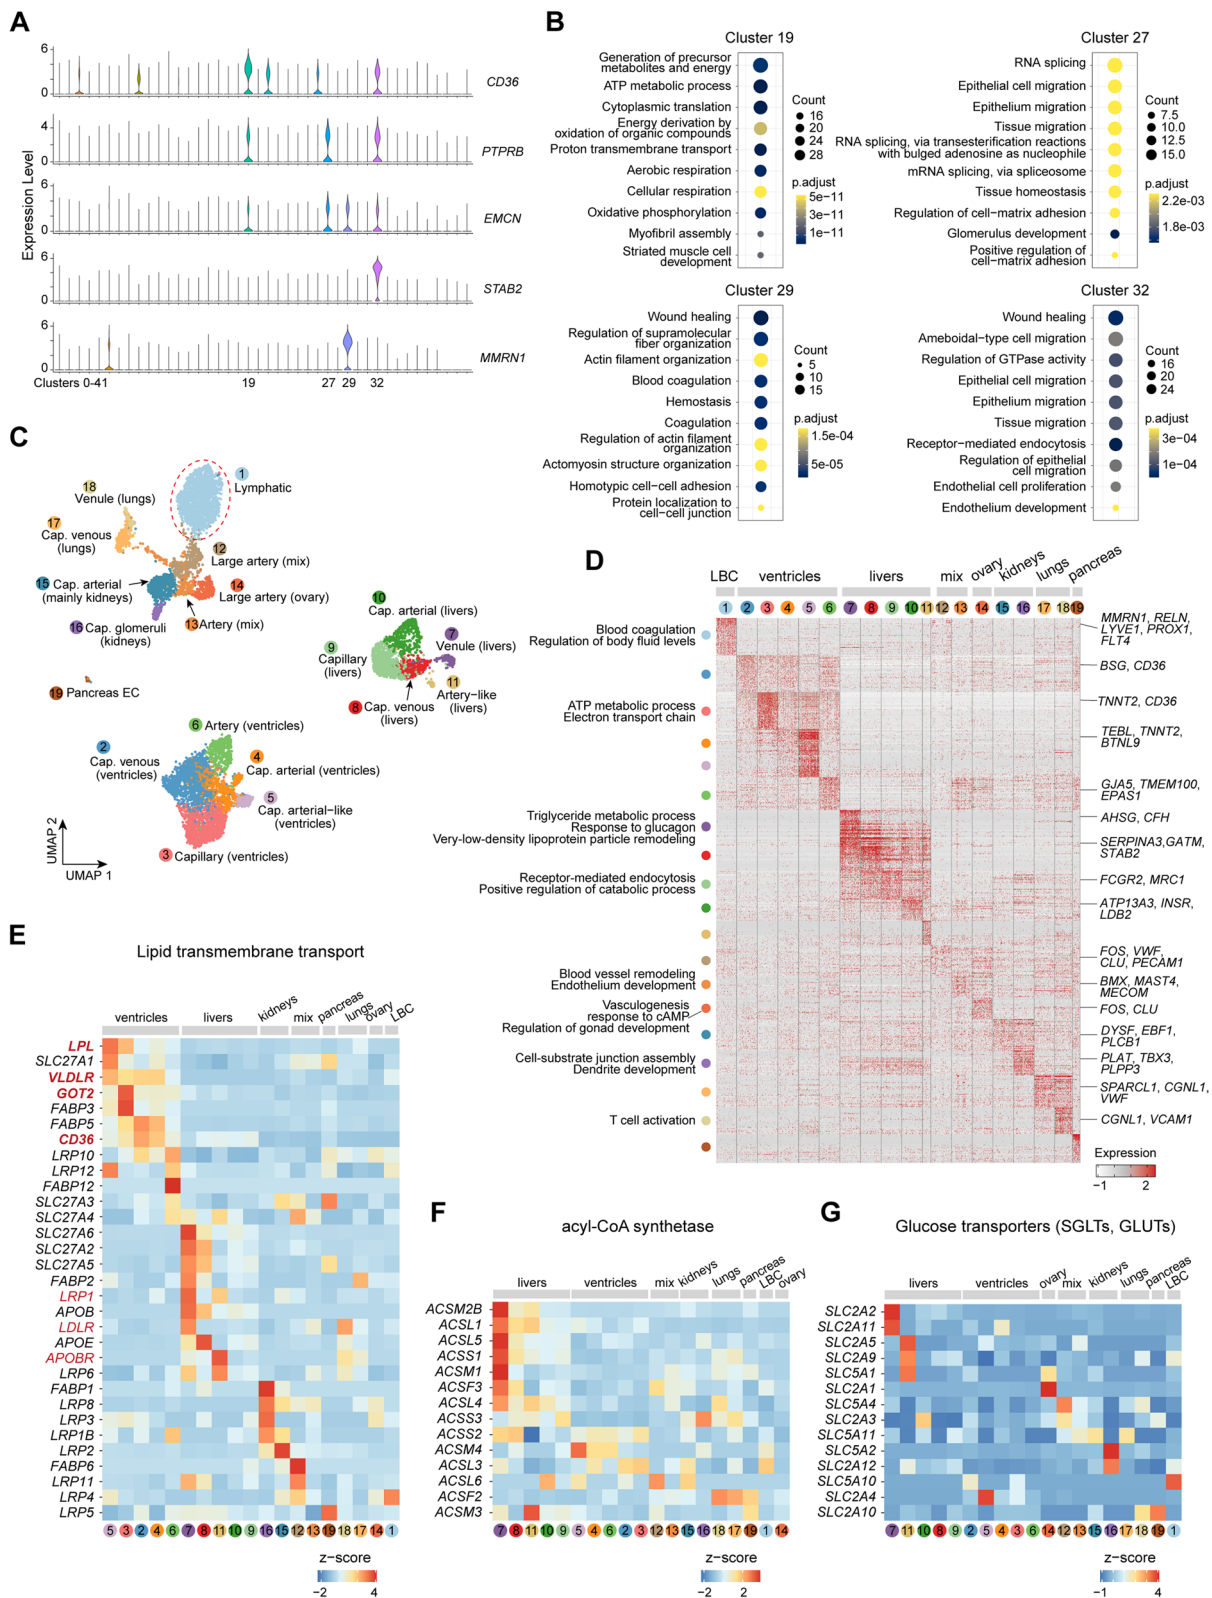 A
Expression Level
6
0
CD36
4
0
PTPRB
6
0
EMCN
6
0
STAB2
6
0
MMRN1
Clusters 0-41
19
27
29
32
B
Cluster 19
Generation of precursor
metabolites and energy
ATP metabolic process
Cytoplasmic translation
Energy derivation by
oxidation of organic compounds
Proton transmembrane transport
Aerobic respiration
Cellular respiration
Oxidative phosphorylation
Myofibril assembly
Striated muscle cell
development
Count
16
20
24
28
p.adjust
5e−11
3e−11
1e−11
Cluster 27
RNA splicing
Epithelial cell migration
Epithelium migration
Tissue migration
RNA splicing, via transesterification reactions
with bulged adenosine as nucleophile
mRNA splicing, via spliceosome
Tissue homeostasis
Regulation of cell−matrix adhesion
Glomerulus development
Positive regulation of
cell−matrix adhesion
Count
7.5
10.0
12.5
15.0
p.adjust
2.2e−03
1.8e−03
Cluster 29
Wound healing
Regulation of supramolecular
fiber organization
Actin filament organization
Blood coagulation
Hemostasis
Coagulation
Regulation of actin filament
organization
Actomyosin structure organization
Homotypic cell−cell adhesion
Protein localization to
cell−cell junction
Count
5
10
15
p.adjust
1.5e−04
5e−05
Cluster 32
Wound healing
Ameboidal−type cell migration
Regulation of GTPase activity
Epithelial cell migration
Epithelium migration
Tissue migration
Receptor−mediated endocytosis
Regulation of epithelial
cell migration
Endothelial cell proliferation
Endothelium development
Count
16
20
24
p.adjust
3e−04
1e−04
C
1
Lymphatic
18
Venule (lungs)
17
Cap. venous
(lungs)
12
Large artery (mix)
15 Cap. arterial
(mainly kidneys)
14
Large artery (ovary)
16 Cap. glomeruli
(kidneys)
13 Artery (mix)
10
Cap. arterial (livers)
9
Capillary
(livers)
7
Venule (livers)
11
Artery−like
(livers)
8 Cap. venous
(livers)
19 Pancreas EC
6 Artery (ventricles)
2
Cap. venous
(ventricles)
4
Cap. arterial (ventricles)
5
Cap. arterial-like
(ventricles)
3 Capillary (ventricles)
UMAP 2
UMAP 1
D
LBC ventricles livers mix ovary kidneys lungs pancreas
1 2 3 4 5 6 7 8 9 10 11 12 13 14 15 16 17 18 19
Blood coagulation
Regulation of body fluid levels
ATP metabolic process
Electron transport chain
Triglyceride metabolic process
Response to glucagon
Very-low-density lipoprotein particle remodeling
Receptor-mediated endocytosis
Positive regulation of catabolic process
Blood vessel remodeling
Endothelium development
Vasculogenesis
response to cAMP
Regulation of gonad development
Cell-substrate junction assembly
Dendrite development
T cell activation
MMRN1, RELN,
LYVE1, PROX1,
FLT4
BSG, CD36
TNNT2, CD36
TEBL, TNNT2,
BTNL9
GJA5, TMEM100,
EPAS1
AHSG, CFH
SERPINA3,GATM,
STAB2
FCGR2, MRC1
ATP13A3, INSR,
LDB2
FOS, VWF,
CLU, PECAM1
BMX, MAST4,
MECOM
FOS, CLU
DYSF, EBF1,
PLCB1
PLAT, TBX3,
PLPP3
SPARCL1, CGNL1,
VWF
CGNL1, VCAM1
Expression
−1 2
E
Lipid transmembrane transport
ventricles livers kidneys mix pancreas lungs ovary LBC
LPL
SLC27A1
VLDLR
GOT2
FABP3
FABP5
CD36
LRP10
LRP12
FABP12
SLC27A3
SLC27A4
SLC27A6
SLC27A2
SLC27A5
FABP2
LRP1
APOB
LDLR
APOE
APOBR
LRP6
FABP1
LRP8
LRP3
LRP1B
LRP2
FABP6
LRP11
LRP4
LRP5
5 3 2 4 6 7 8 11 10 9 16 15 12 13 19 18 17 14 1
z−score
−2 4
F
acyl-CoA synthetase
livers ventricles mix kidneys lungs pancreas LBC ovary
ACSM2B
ACSL1
ACSL5
ACSS1
ACSM1
ACSF3
ACSL4
ACSS3
ACSS2
ACSM4
ACSL3
ACSL6
ACSF2
ACSM3
7 8 11 10 9 5 4 6 2 3 12 13 15 16 18 17 19 1 14
z−score
−2 2
G
Glucose transporters (SGLTs, GLUTs)
livers ventricles ovary mix kidneys lungs pancreas LBC
SLC2A2
SLC2A11
SLC2A5
SLC2A9
SLC5A1
SLC2A1
SLC5A4
SLC2A3
SLC5A11
SLC5A2
SLC2A12
SLC5A10
SLC2A4
SLC2A10
7 11 10 8 9 2 5 4 3 6 14 12 13 15 16 17 18 19 1
z−score
−1 4